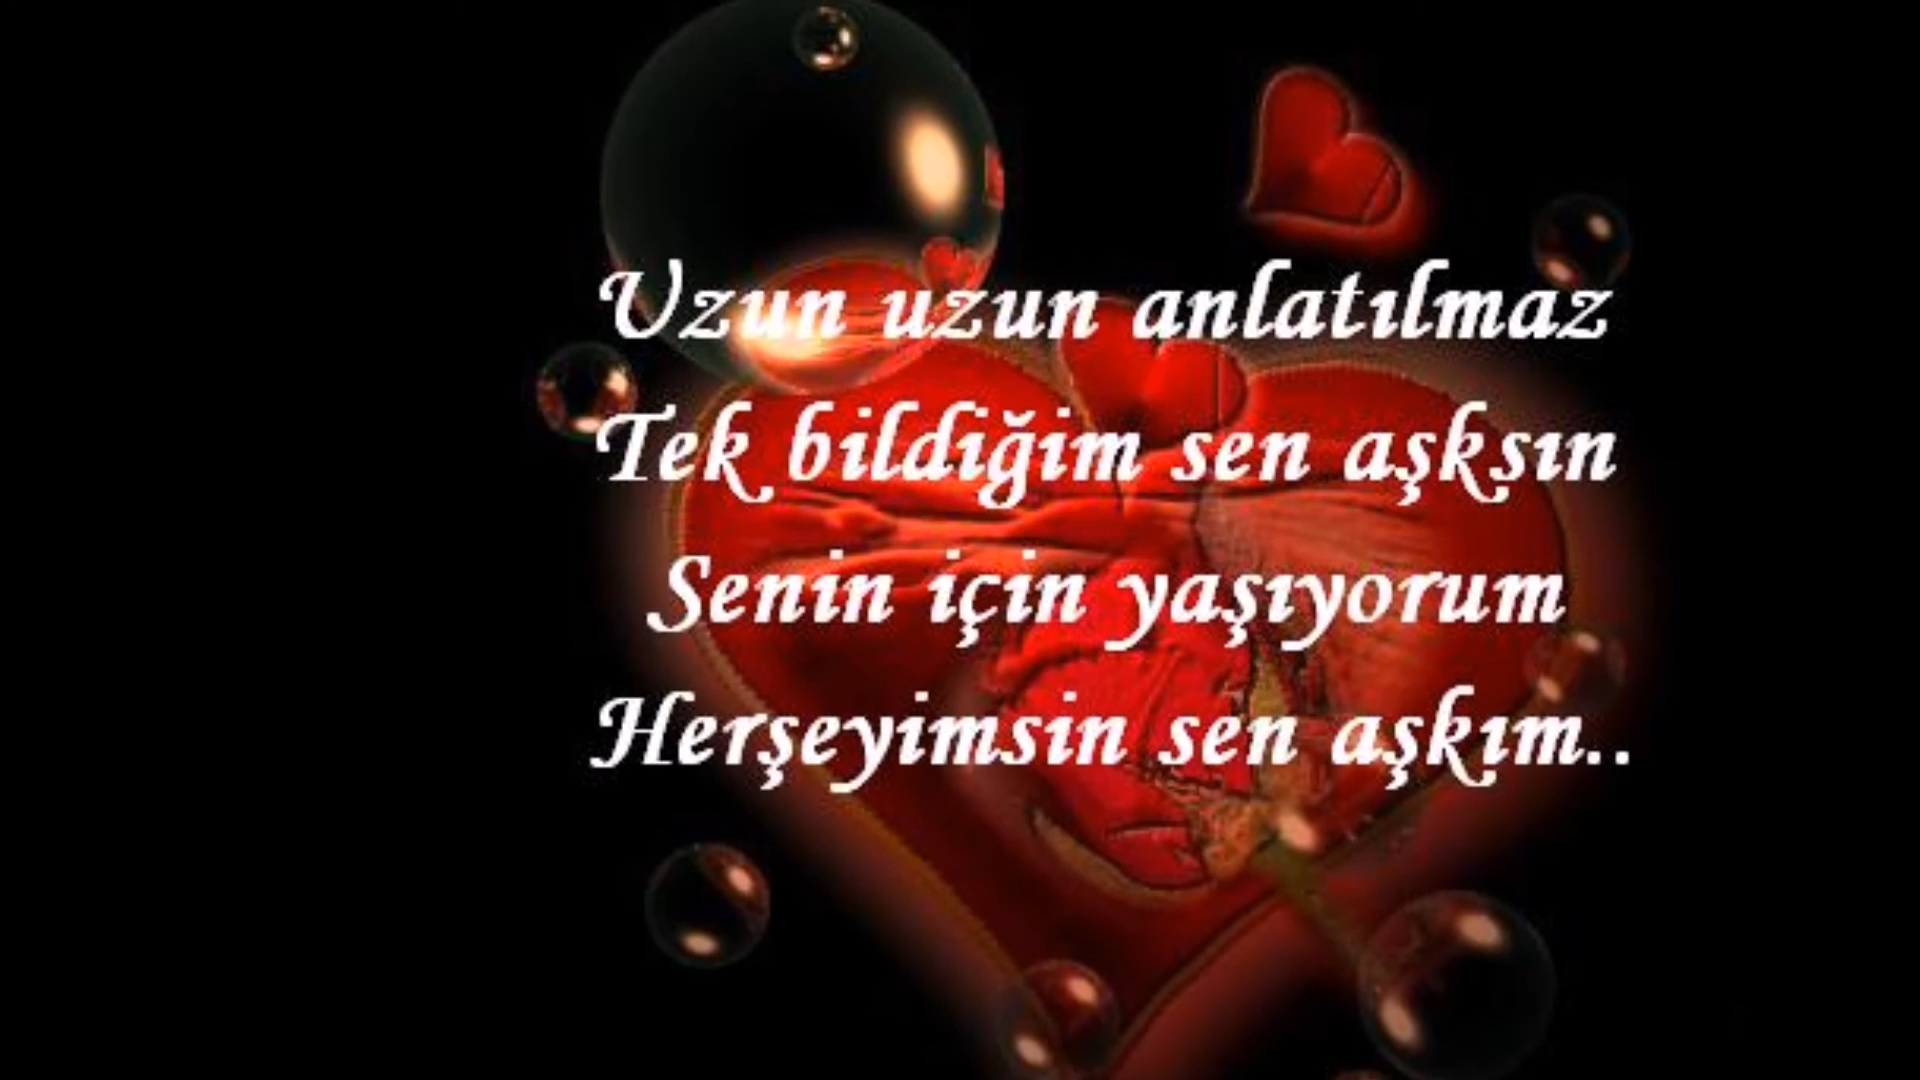 Uzun uzun anlatılmaz
Tek bildiğim sen aşksın
Senin için yaşıyorum
Herşeyimsin sen aşkım..